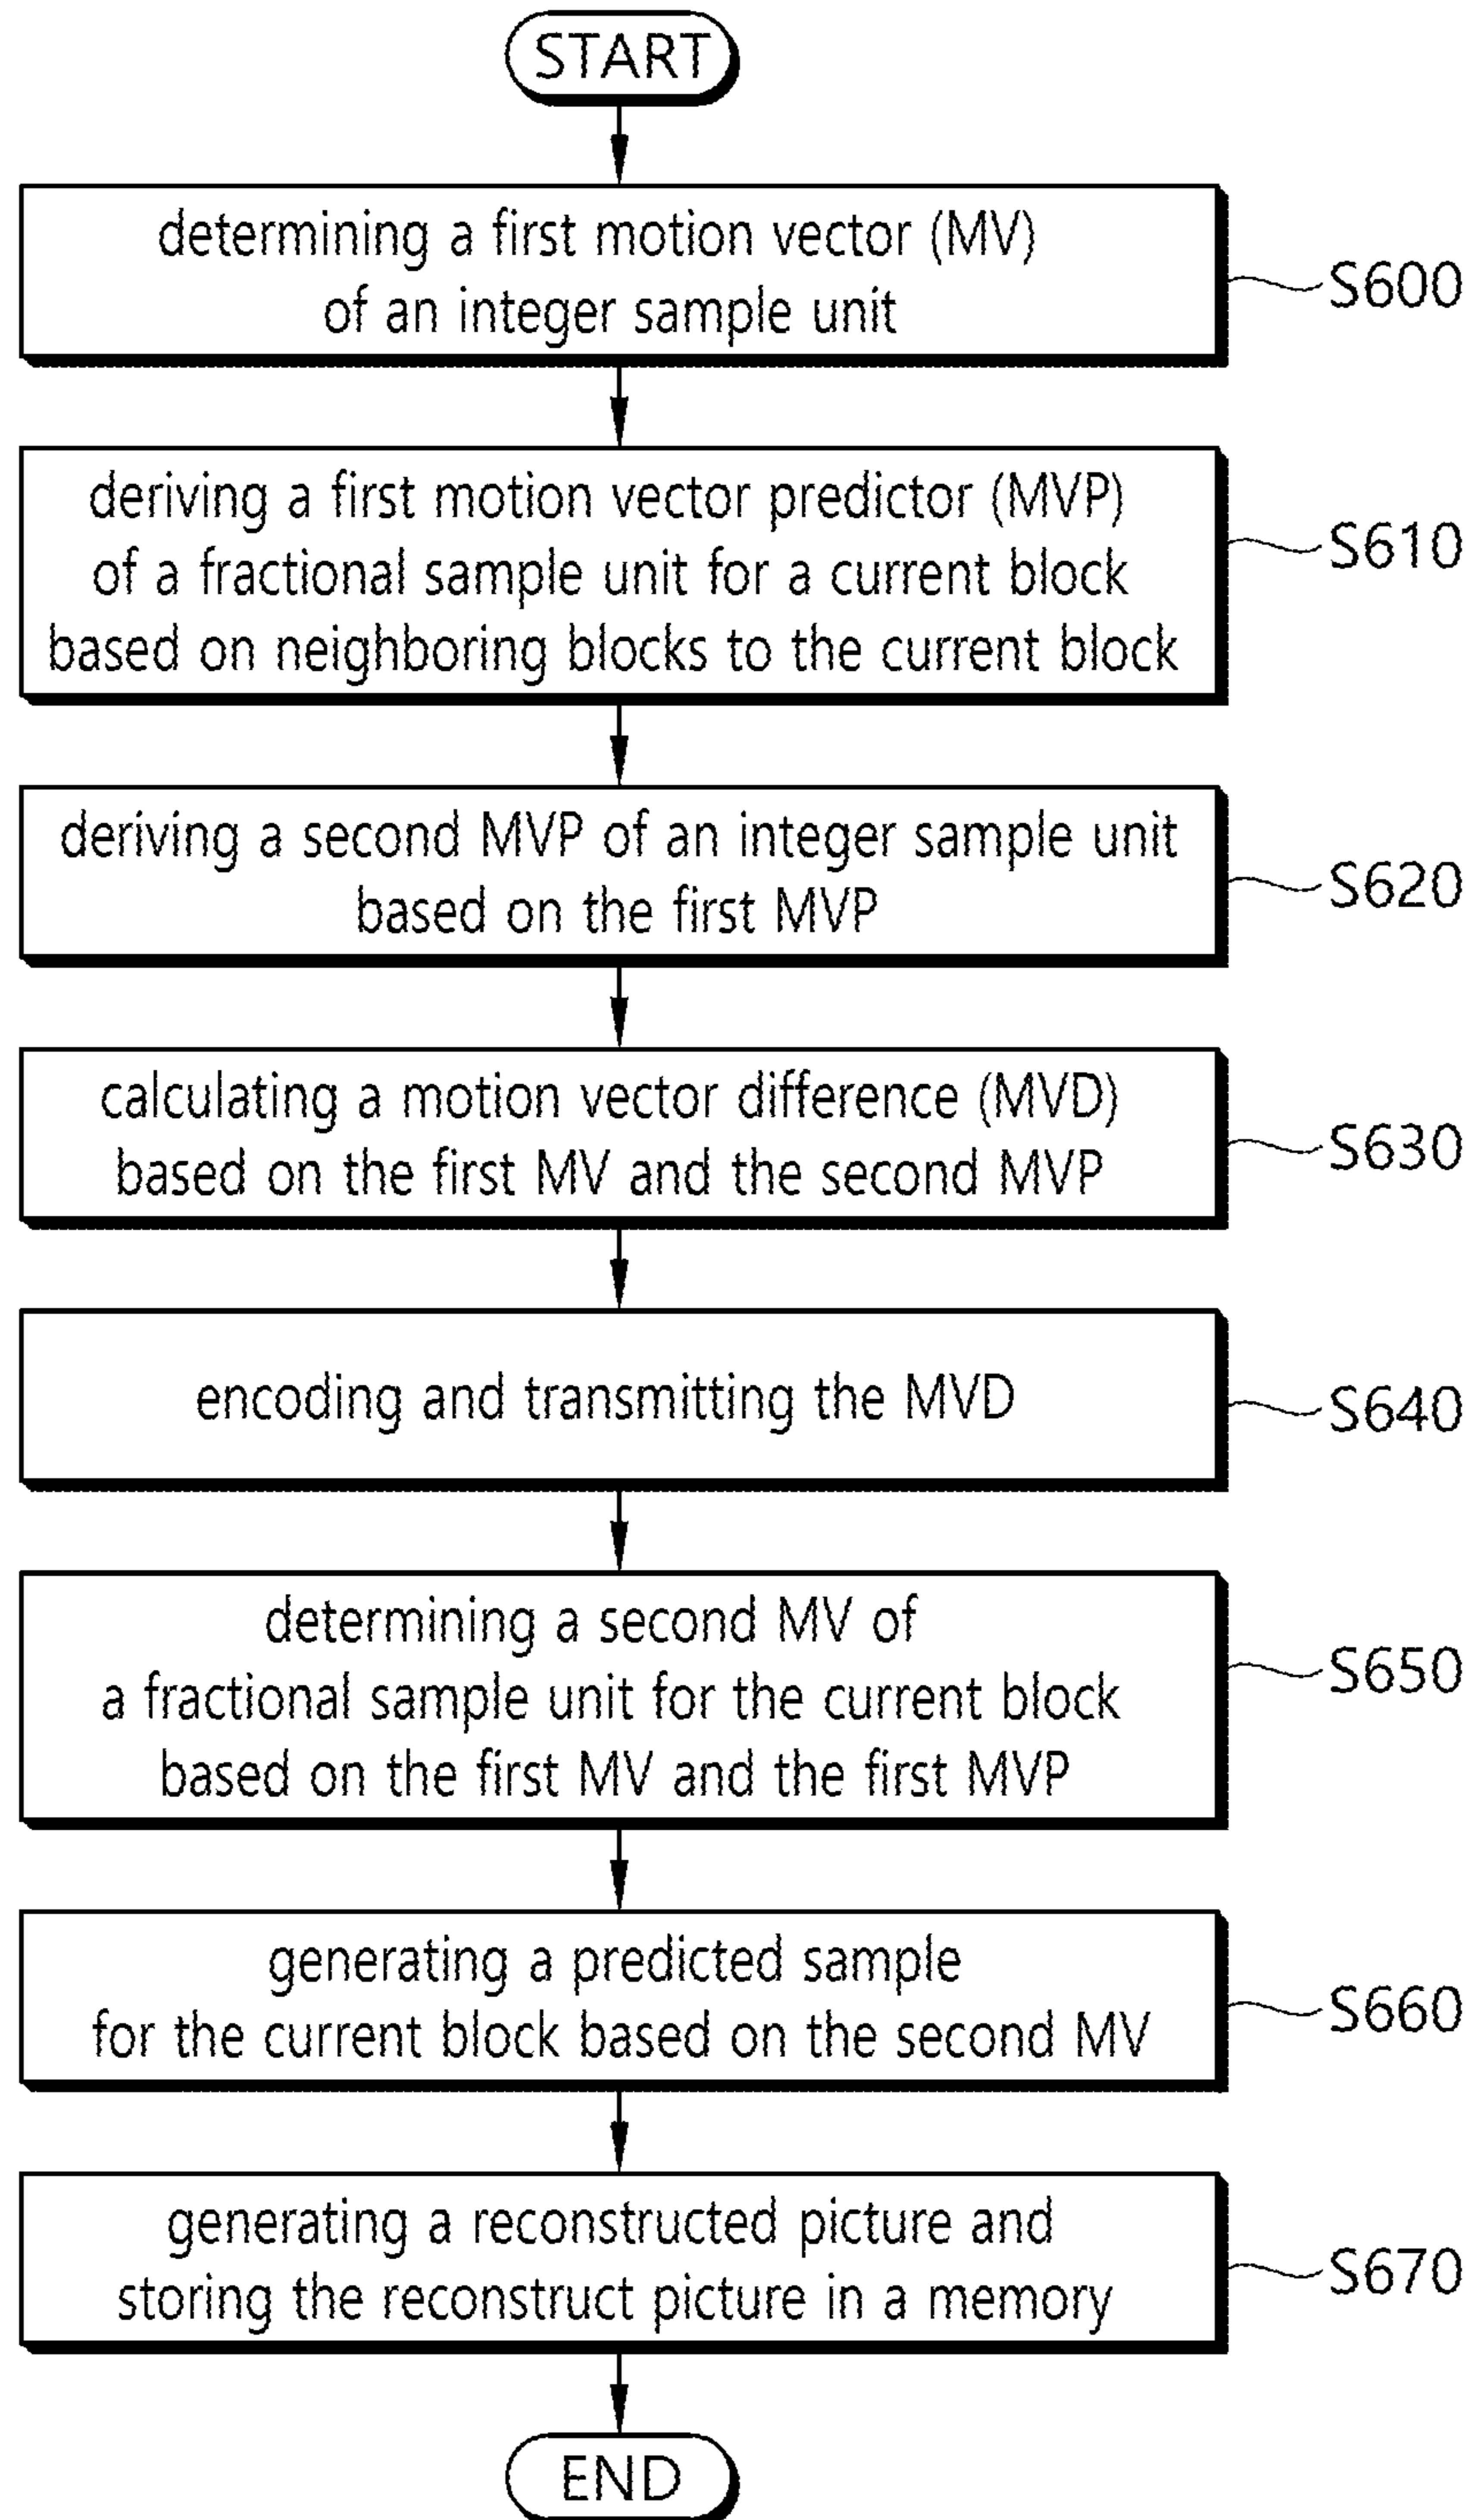 START
determining a first motion vector (MV)
of an integer sample unit
S600
deriving a first motion vector predictor (MVP)
of a fractional sample unit for a current block
based on neighboring blocks to the current block
S610
deriving a second MVP of an integer sample unit
based on the first MVP
S620
calculating a motion vector difference (MVD)
based on the first MV and the second MVP
S630
encoding and transmitting the MVD
S640
determining a second MV of
a fractional sample unit for the current block
based on the first MV and the first MVP
S650
generating a predicted sample
for the current block based on the second MV
S660
generating a reconstructed picture and
storing the reconstruct picture in a memory
S670
END